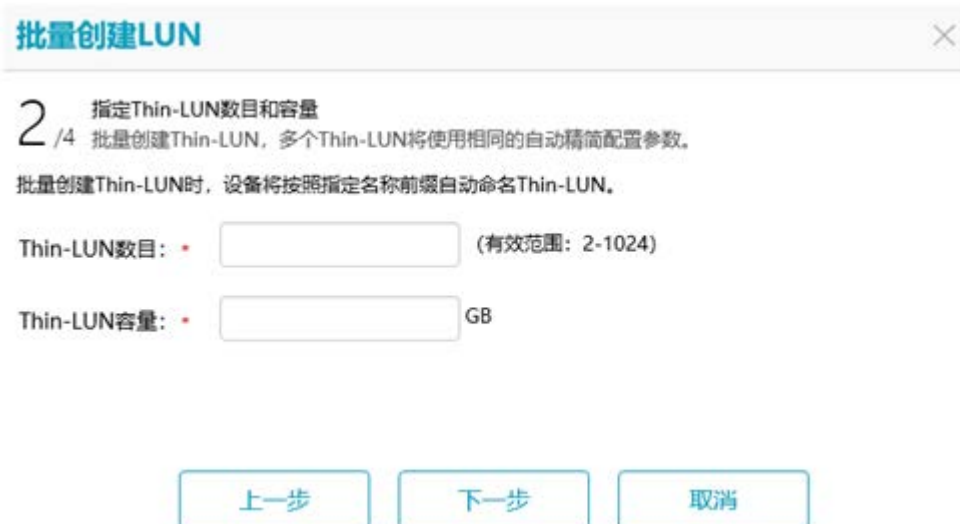 批量创建LUN
2/4 指定Thin-LUN数目和容量
批量创建Thin-LUN，多个Thin-LUN将使用相同的自动精简配置参数。
批量创建Thin-LUN时，设备将按照指定名称前缀自动命名Thin-LUN。
Thin-LUN数目： * (有效范围：2-1024)
Thin-LUN容量： * GB
上一步 下一步 取消